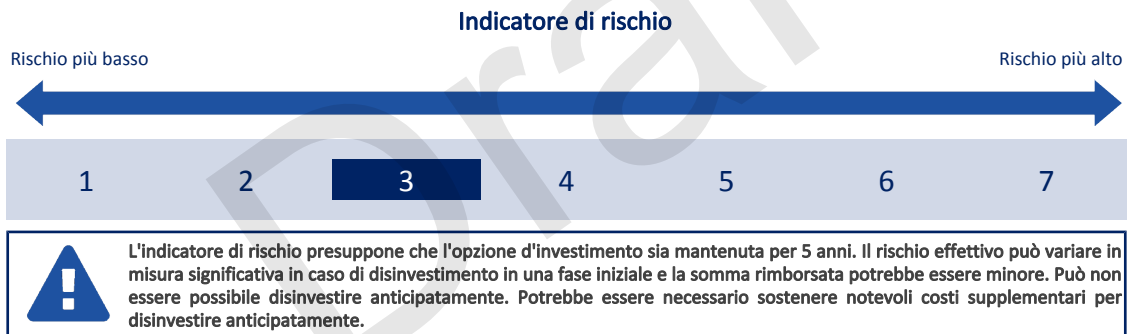 Indicatore di rischio
Rischio più basso
Rischio più alto
1 2 3 4 5 6 7
L'indicatore di rischio presuppone che l'opzione d'investimento sia mantenuta per 5 anni. Il rischio effettivo può variare in
misura significativa in caso di disinvestimento in una fase iniziale e la somma rimborsata potrebbe essere minore. Può non
essere possibile disinvestire anticipatamente. Potrebbe essere necessario sostenere notevoli costi supplementari per
disinvestire anticipatamente.